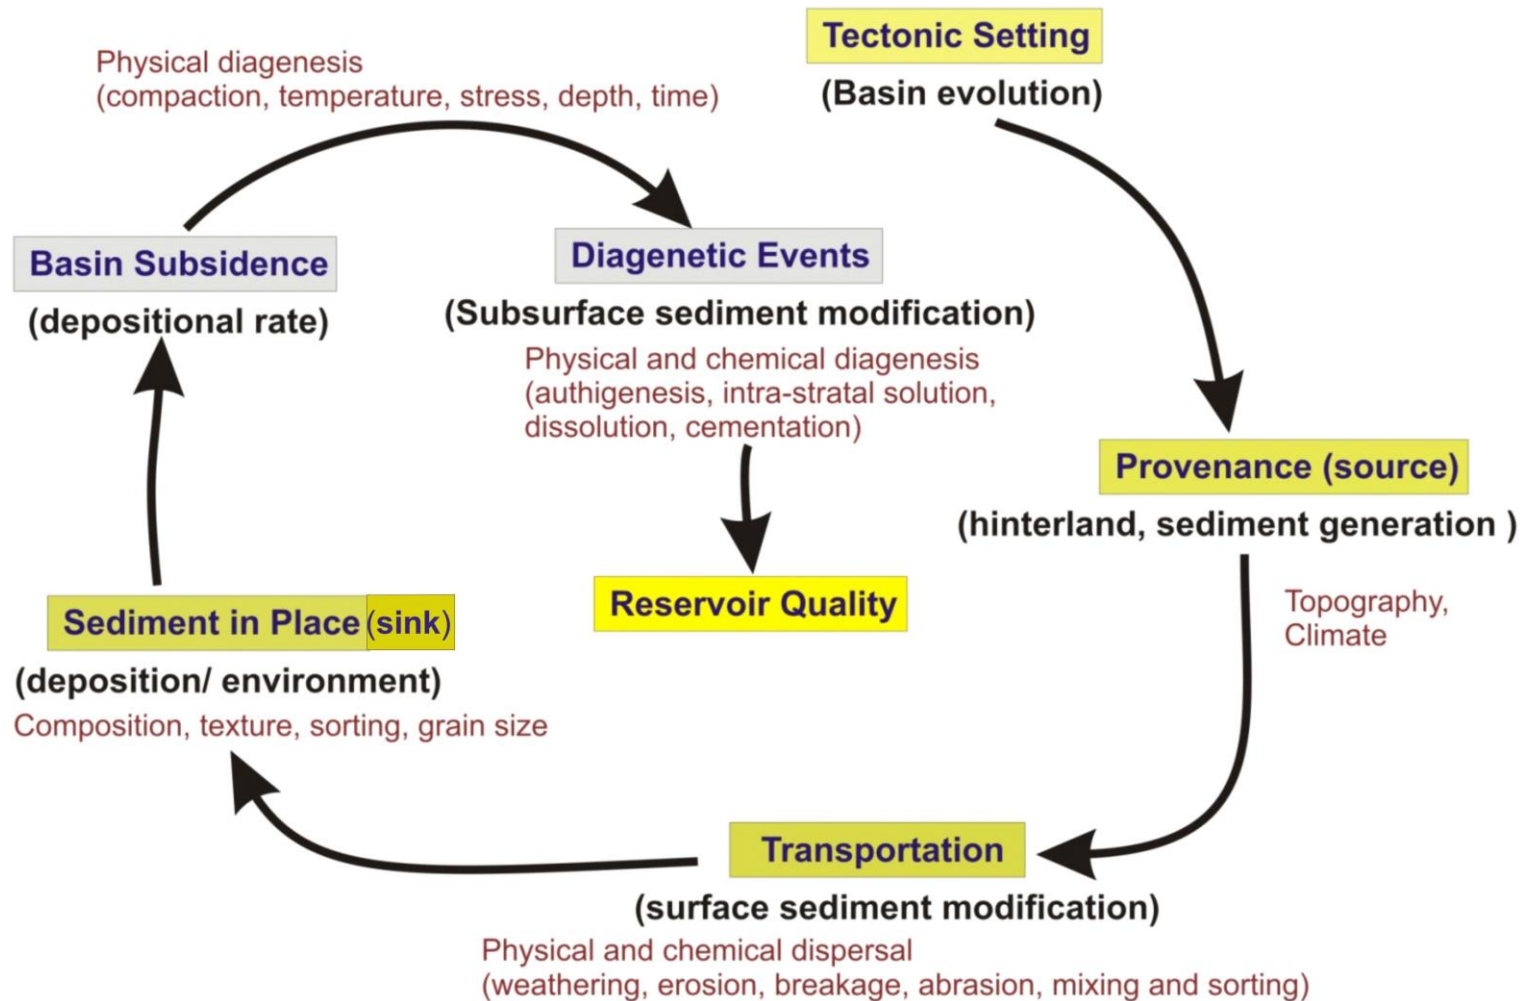 Tectonic Setting
(Basin evolution)
Physical diagenesis
(compaction, temperature, stress, depth, time)
Basin Subsidence
(depositional rate)
Diagenetic Events
(Subsurface sediment modification)
Physical and chemical diagenesis
(authigenesis, intra-stratal solution,
dissolution, cementation)
Provenance (source)
(hinterland, sediment generation )
Reservoir Quality
Topography,
Climate
Sediment in Place (sink)
(deposition/ environment)
Composition, texture, sorting, grain size
Transportation
(surface sediment modification)
Physical and chemical dispersal
(weathering, erosion, breakage, abrasion, mixing and sorting)